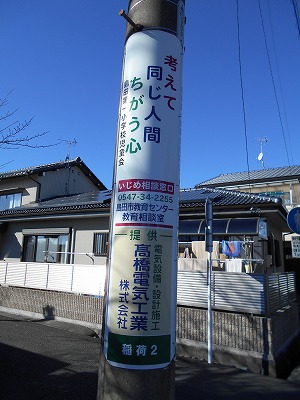 考えて
同じ人間
ちがう心
島田第一小学校児童会
いじめ相談窓口
0547-34-2255
島田市教育センター
教育相談室
提供
電気設備・設計施工
髙橋電気工業
株式会社
稲荷2